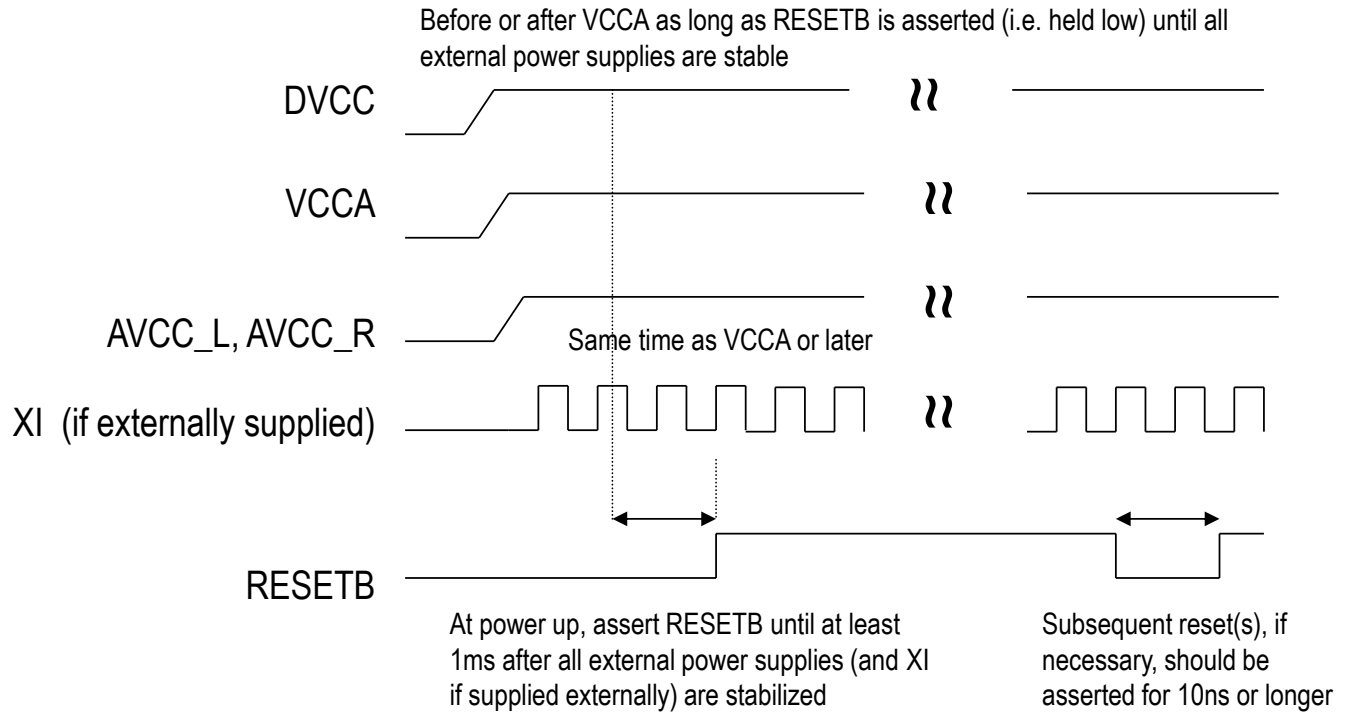 Before or after VCCA as long as RESETB is asserted (i.e. held low) until all
external power supplies are stable
DVCC
VCCA
AVCC_L, AVCC_R
Same time as VCCA or later
XI (if externally supplied)
RESETB
At power up, assert RESETB until at least
1ms after all external power supplies (and XI
if supplied externally) are stabilized
Subsequent reset(s), if
necessary, should be
asserted for 10ns or longer